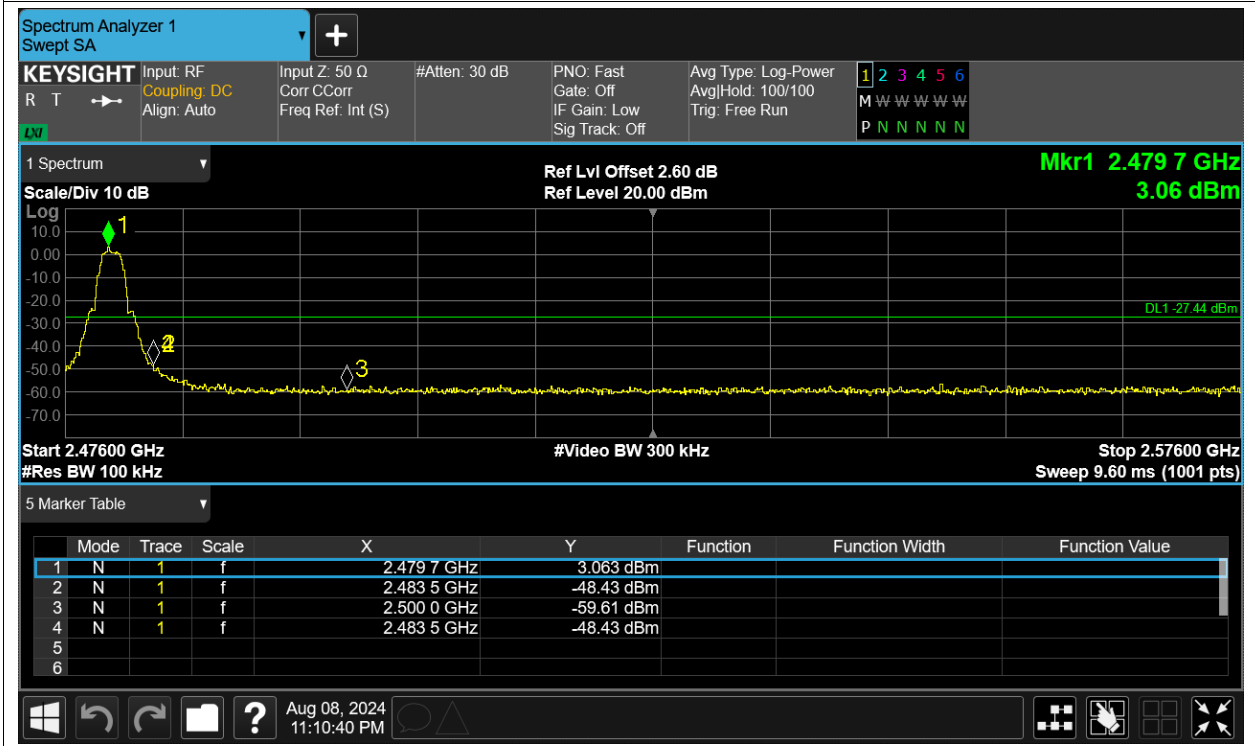 Spectrum Analyzer 1
Swept SA
KEYSIGHT Input: RF Input Z: 50 Ω #Atten: 30 dB PNO: Fast Avg Type: Log-Power 1 2 3 4 5 6
R T Coupling: DC Corr CCorr Gate: Off Avg|Hold: 100/100 M W W W W W
Align: Auto Freq Ref: Int (S) IF Gain: Low Trig: Free Run
LXI Sig Track: Off P N N N N N
1 Spectrum Ref Lvl Offset 2.60 dB Mkr1 2.479 7 GHz
Scale/Div 10 dB Ref Level 20.00 dBm 3.06 dBm
Log
1
10.0
0.00
-10.0
-20.0
DL1 -27.44 dBm
-30.0
-40.0
-50.0 3
-60.0
-70.0
Start 2.47600 GHz #Video BW 300 kHz Stop 2.57600 GHz
#Res BW 100 kHz Sweep 9.60 ms (1001 pts)
5 Marker Table
Mode Trace Scale X Y Function Function Width Function Value
1 N 1 f 2.479 7 GHz 3.063 dBm
2 N 1 f 2.483 5 GHz -48.43 dBm
3 N 1 f 2.500 0 GHz -59.61 dBm
4 N 1 f 2.483 5 GHz -48.43 dBm
5
6
? Aug 08, 2024
11:10:40 PM